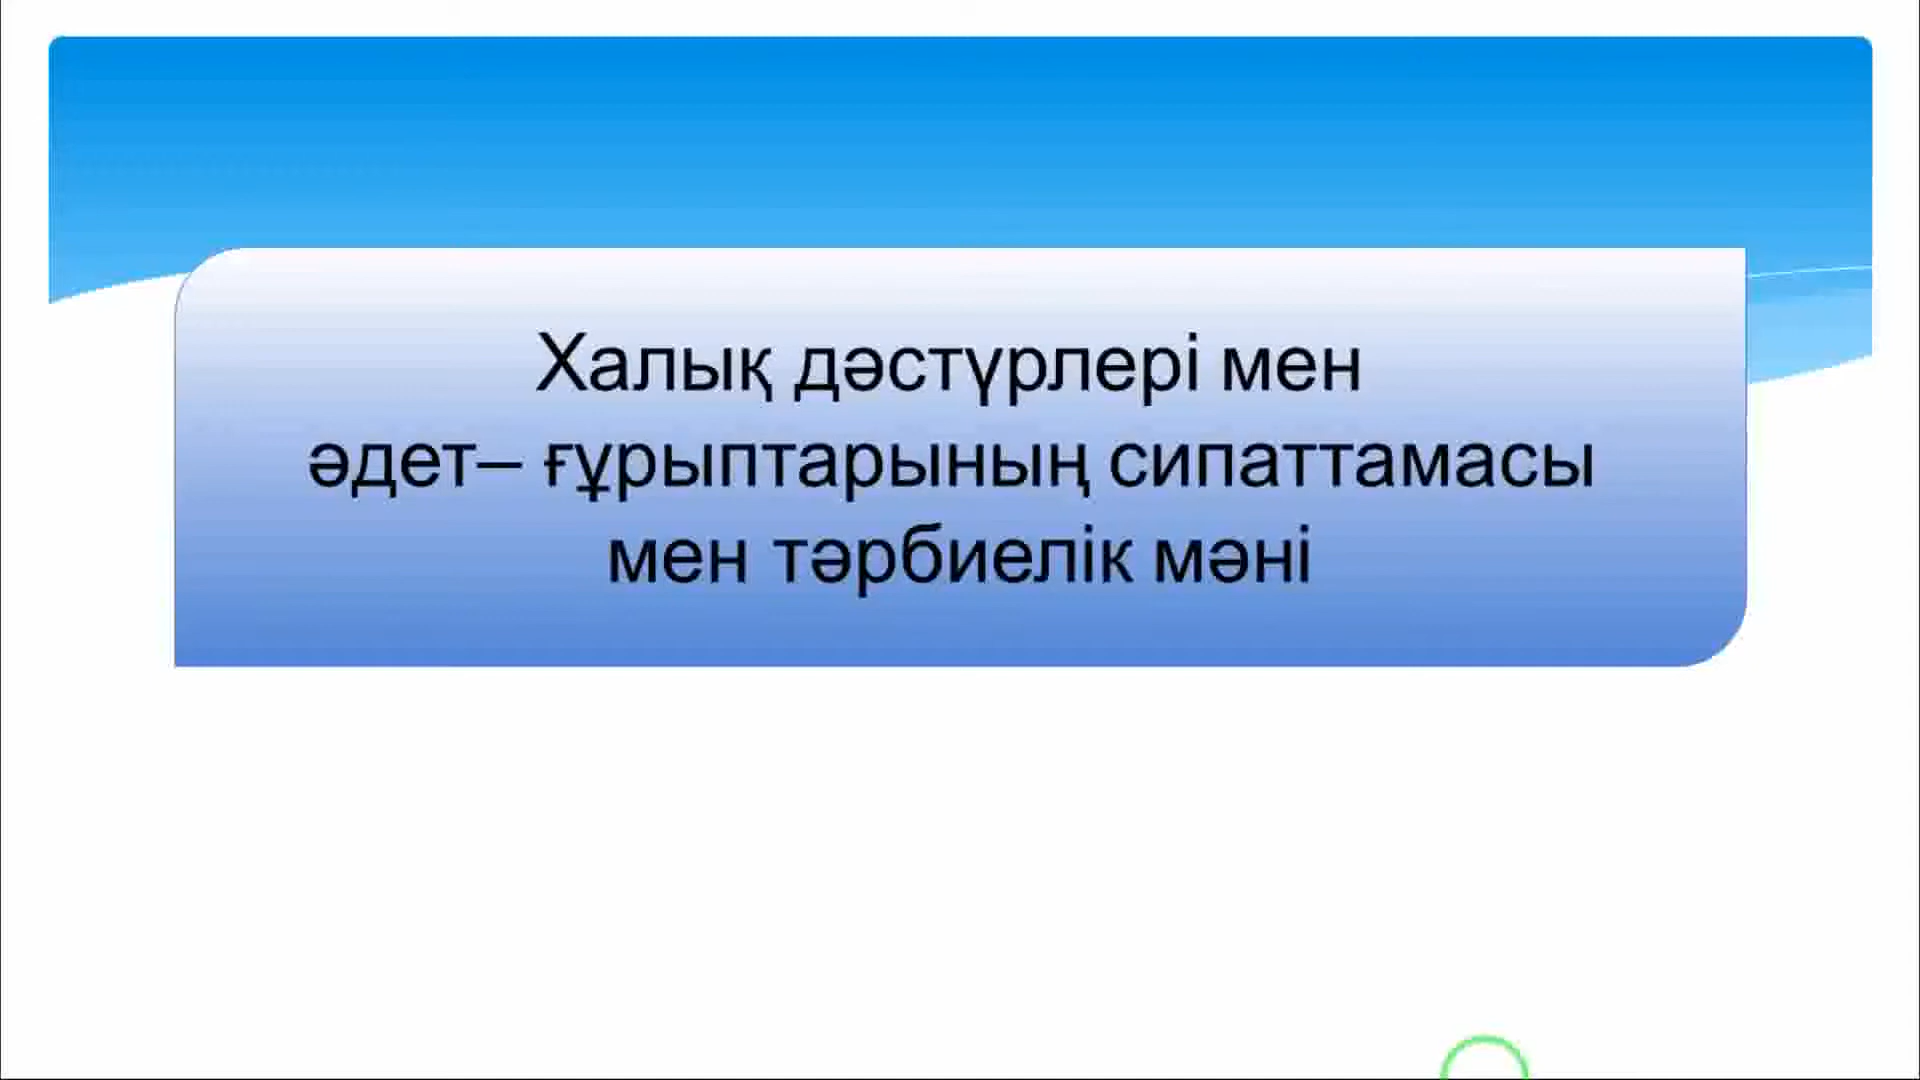 Халық дәстүрлері мен
әдет– ғұрыптарының сипаттамасы
мен тәрбиелік мәні